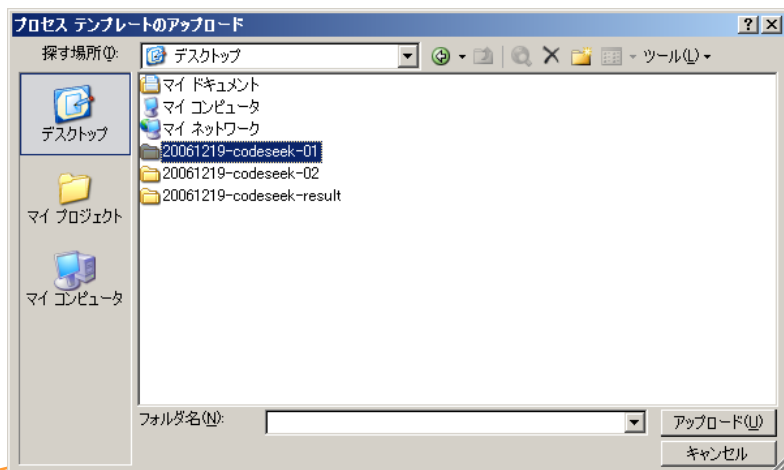 プロセス テンプレートのアップロード
探す場所(I):
デスクトップ
ツール(L)
デスクトップ
マイ プロジェクト
マイ コンピュータ
マイ ドキュメント
マイ コンピュータ
マイ ネットワーク
20061219-codeseek-01
20061219-codeseek-02
20061219-codeseek-result
フォルダ名(N):
アップロード(U)
キャンセル